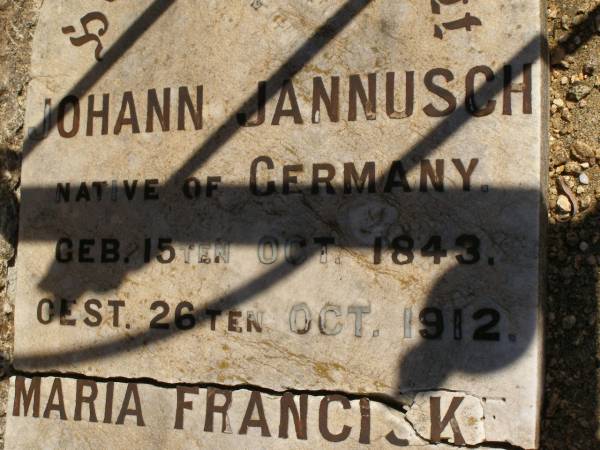 JOHANN JANNUSCH
NATIVE OF GERMANY.
GEB. 15TEN OCT. 1843.
GEST. 26TEN OCT. 1912.
MARIA FRANCISKE